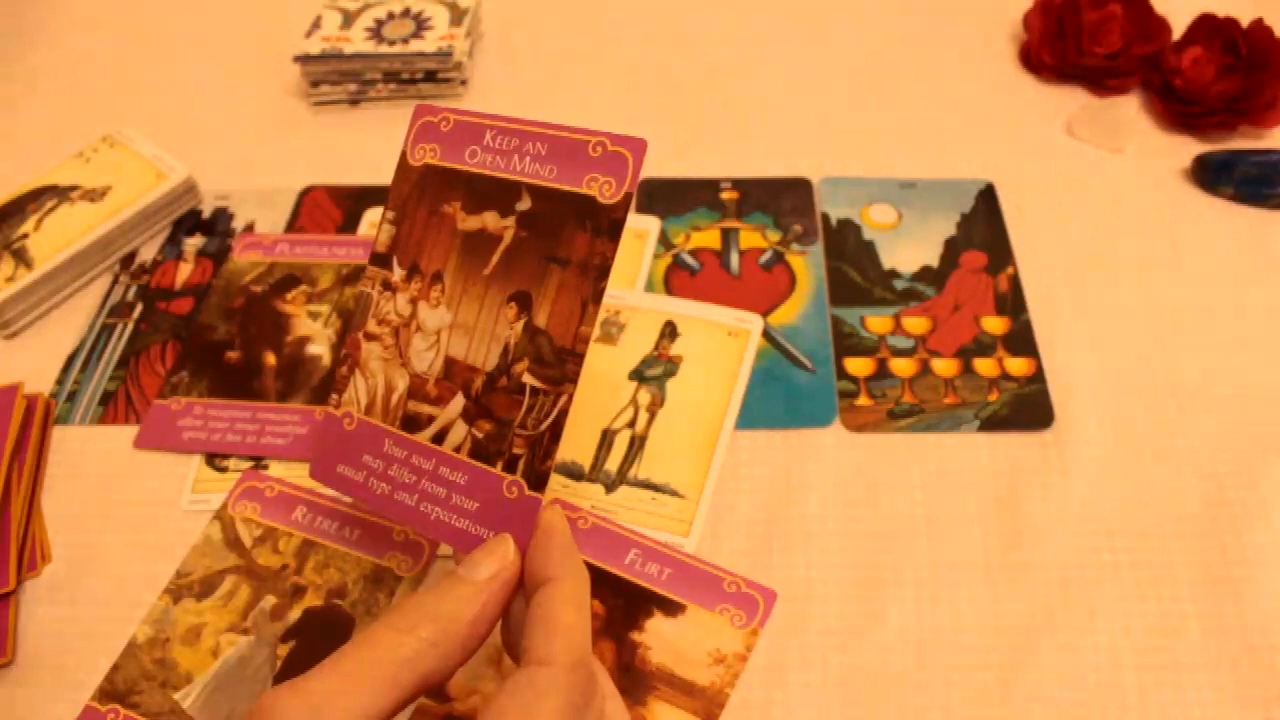 KEEP AN
OPEN MIND
PLAYFULNESS
To recapture romance,
allow your inner youthful
spirit of fun to show!
Your soul mate
may differ from your
usual type and expectations.
RETREAT
FLIRT